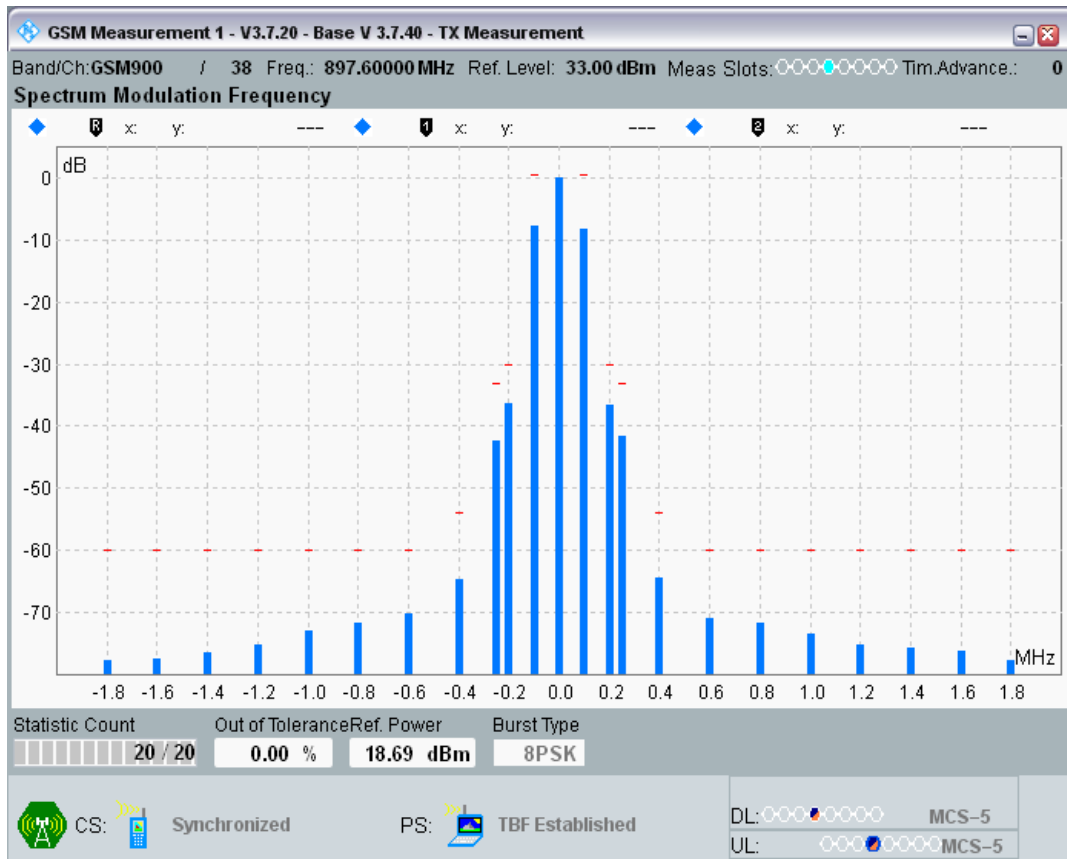 GSM Measurement 1 - V3.7.20 - Base V 3.7.40 - TX Measurement
Band/Ch:GSM900 / 38 Freq.: 897.60000 MHz Ref. Level: 33.00 dBm Meas Slots: Tim.Advance.: 0
Spectrum Modulation Frequency
R x: y: --- 1 x: y: --- 2 x: y: ---
dB
0
-10
-20
-30
-40
-50
-60
-70
MHz
-1.8 -1.6 -1.4 -1.2 -1.0 -0.8 -0.6 -0.4 -0.2 0.0 0.2 0.4 0.6 0.8 1.0 1.2 1.4 1.6 1.8
Statistic Count Out of Tolerance Ref. Power Burst Type
20 / 20 0.00 % 18.69 dBm 8PSK
CS: Synchronized PS: TBF Established
DL: MCS-5
UL: MCS-5